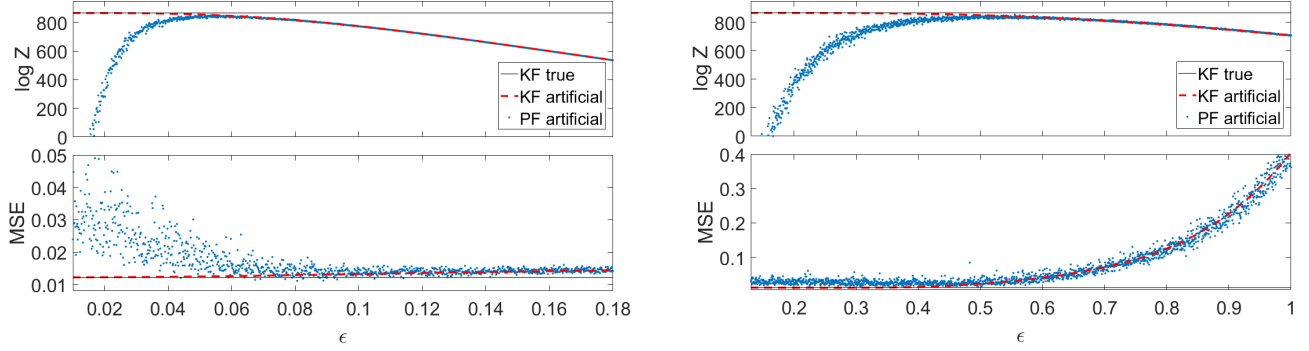 800
600
400
200
0
log Z
KF true
KF artificial
PF artificial
0.05
0.04
0.03
0.02
0.01
MSE
0.02 0.04 0.06 0.08 0.1 0.12 0.14 0.16 0.18
ϵ
800
600
400
200
0
log Z
KF true
KF artificial
PF artificial
0.4
0.3
0.2
0.1
MSE
0.2 0.3 0.4 0.5 0.6 0.7 0.8 0.9 1
ϵ